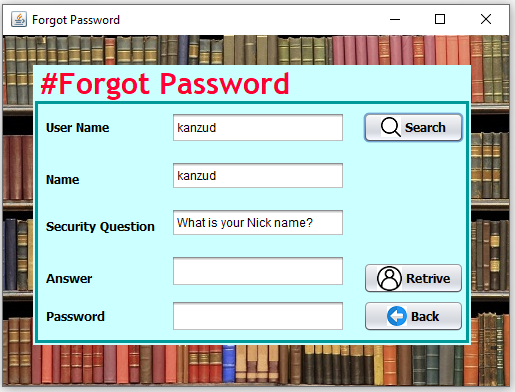 Forgot Password
#Forgot Password
User Name kanzud Search
Name kanzud
Security Question What is your Nick name?
Answer Retrive
Password Back